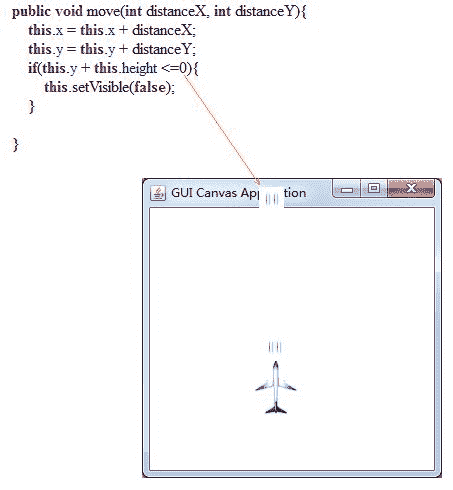 public void move(int distanceX, int distanceY){
this.x = this.x + distanceX;
this.y = this.y + distanceY;
if(this.y + this.height <=0){
this.setVisible(false);
}
}
GUI Canvas Application